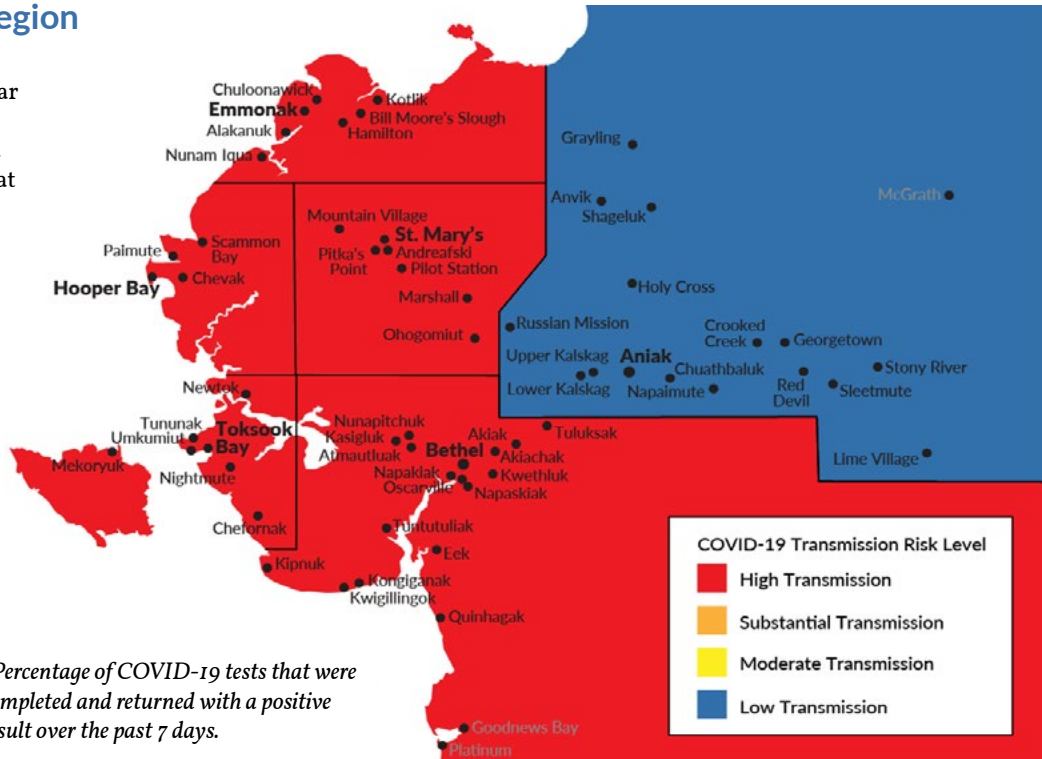 egion
ar
at
Chuloonawick
Kotlik
Emmonak
Bill Moore's Slough
Alakanuk
Hamilton
Nunam Iqua
Grayling
Anvik
Shageluk
McGrath
Mountain Village
St. Mary's
Scammon
Bay
Paimute
Pitka's
Point
Andreafski
Pilot Station
Chevak
Hooper Bay
Holy Cross
Marshall
Russian Mission
Ohogomiut
Crooked
Creek
Georgetown
Upper Kalskag
Aniak
Chuathbaluk
Stony River
Lower Kalskag
Napaimute
Red
Devil
Sleetmute
Newtok
Tununak
Umkumiut
Toksook
Bay
Nunapitchuk
Kasigluk
Atmautluak
Akiak
Tuluksak
Bethel
Akiachak
Lime Village
Mekoryuk
Nightmute
Napakiak
Kwethluk
Oscarville
Napaskiak
Chefornak
Tuntutuliak
Eek
Kipnuk
Kongiganak
Kwigillingok
Quinhagak
Goodnews Bay
Platinum
COVID-19 Transmission Risk Level
High Transmission
Substantial Transmission
Moderate Transmission
Low Transmission
Percentage of COVID-19 tests that were
mpleted and returned with a positive
sult over the past 7 days.